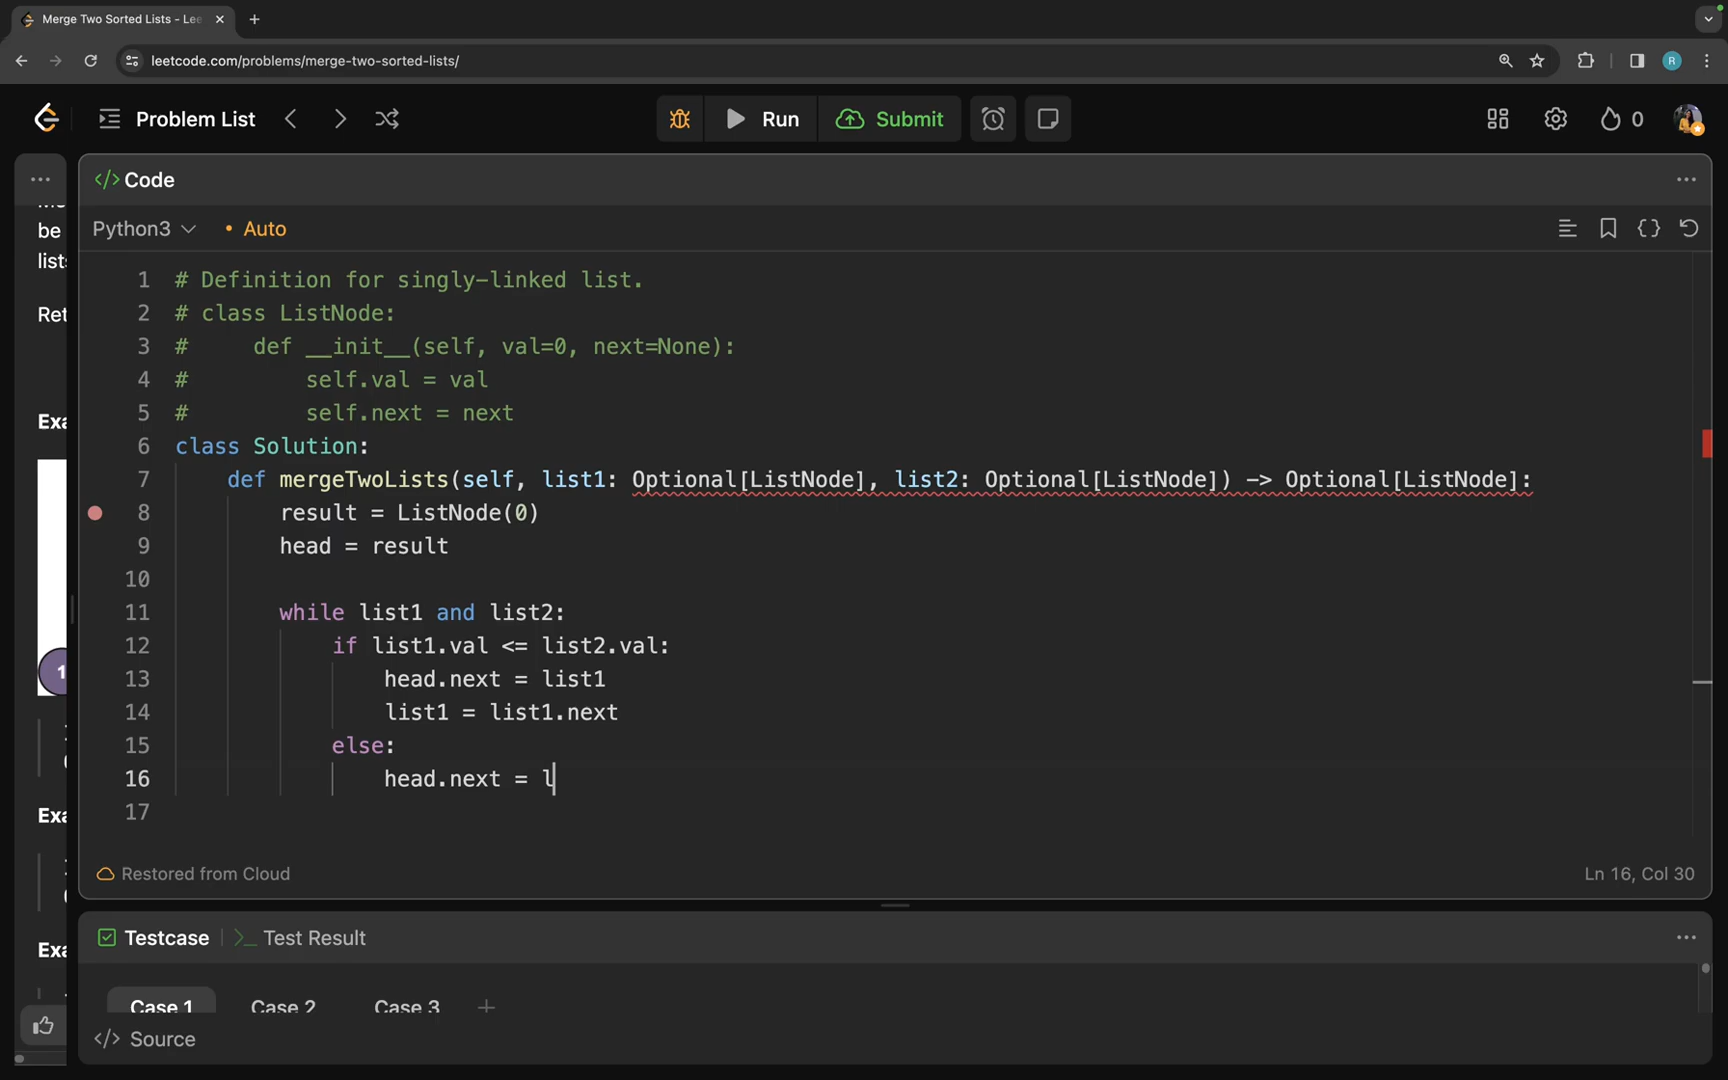 Merge Two Sorted Lists - Lee
leetcode.com/problems/merge-two-sorted-lists/
R
Problem List
Run
Submit
0
be
list
Ret
Exa
1
Exa
Exa
</> Code
Python3
• Auto
1 # Definition for singly-linked list.
2 # class ListNode:
3 #     def __init__(self, val=0, next=None):
4 #         self.val = val
5 #         self.next = next
6 class Solution:
7     def mergeTwoLists(self, list1: Optional[ListNode], list2: Optional[ListNode]) -> Optional[ListNode]:
8         result = ListNode(0)
9         head = result
10
11         while list1 and list2:
12             if list1.val <= list2.val:
13                 head.next = list1
14                 list1 = list1.next
15             else:
16                 head.next = l
17
Restored from Cloud
Ln 16, Col 30
Testcase
Test Result
Case 1
Case 2
Case 3
</> Source